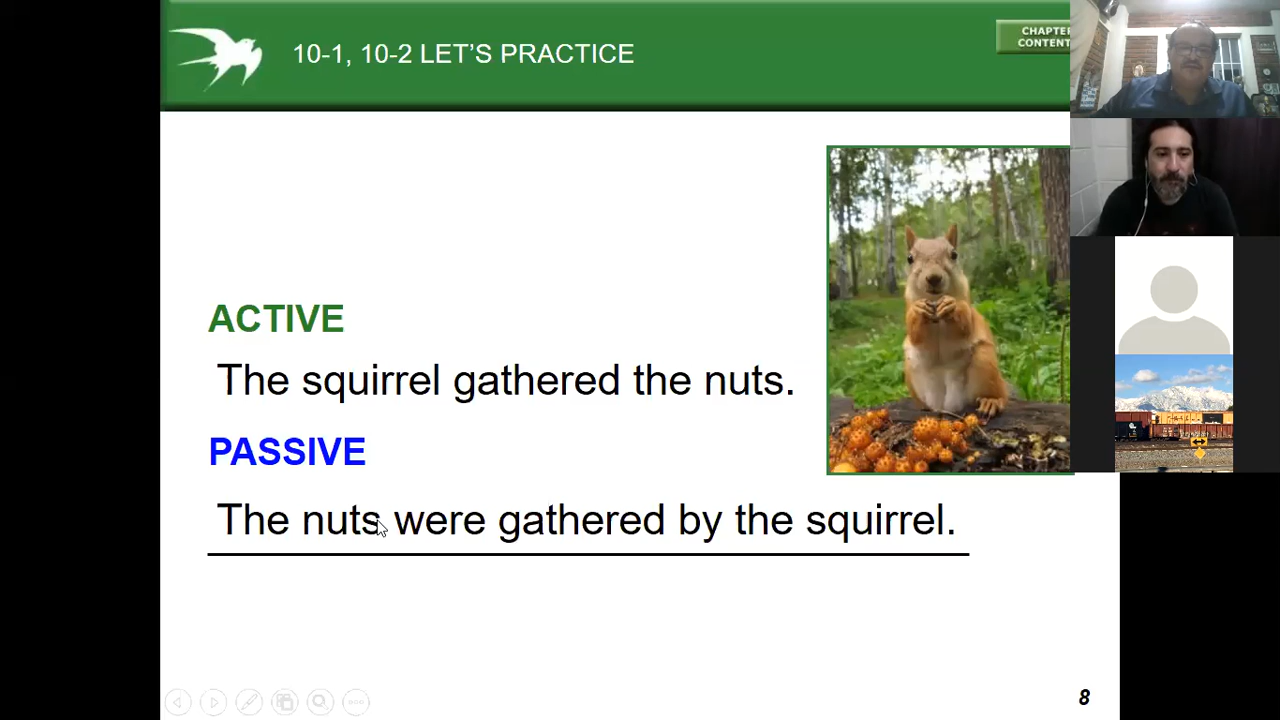 10-1, 10-2 LET'S PRACTICE
CHAPTER
CONTENT
ACTIVE
The squirrel gathered the nuts.
PASSIVE
The nuts were gathered by the squirrel.
8